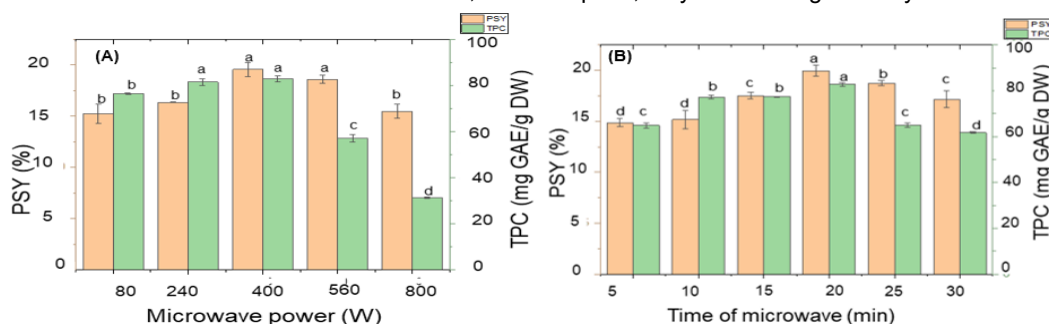 PSY
TPC
(A)
a
a
a
b
b
b
b
c
d
20
15
10
5
0
PSY (%)
100
80
60
40
20
0
TPC (mg GAE/g DW)
80 240 400 560 800
Microwave power (W)
PSY
TPC
(B)
a
a
b
b
b
c
b
d
c
d
c
c
20
15
10
5
0
PSY (%)
100
80
60
40
20
0
TPC (mg GAE/g DW)
5 10 15 20 25 30
Time of microwave (min)